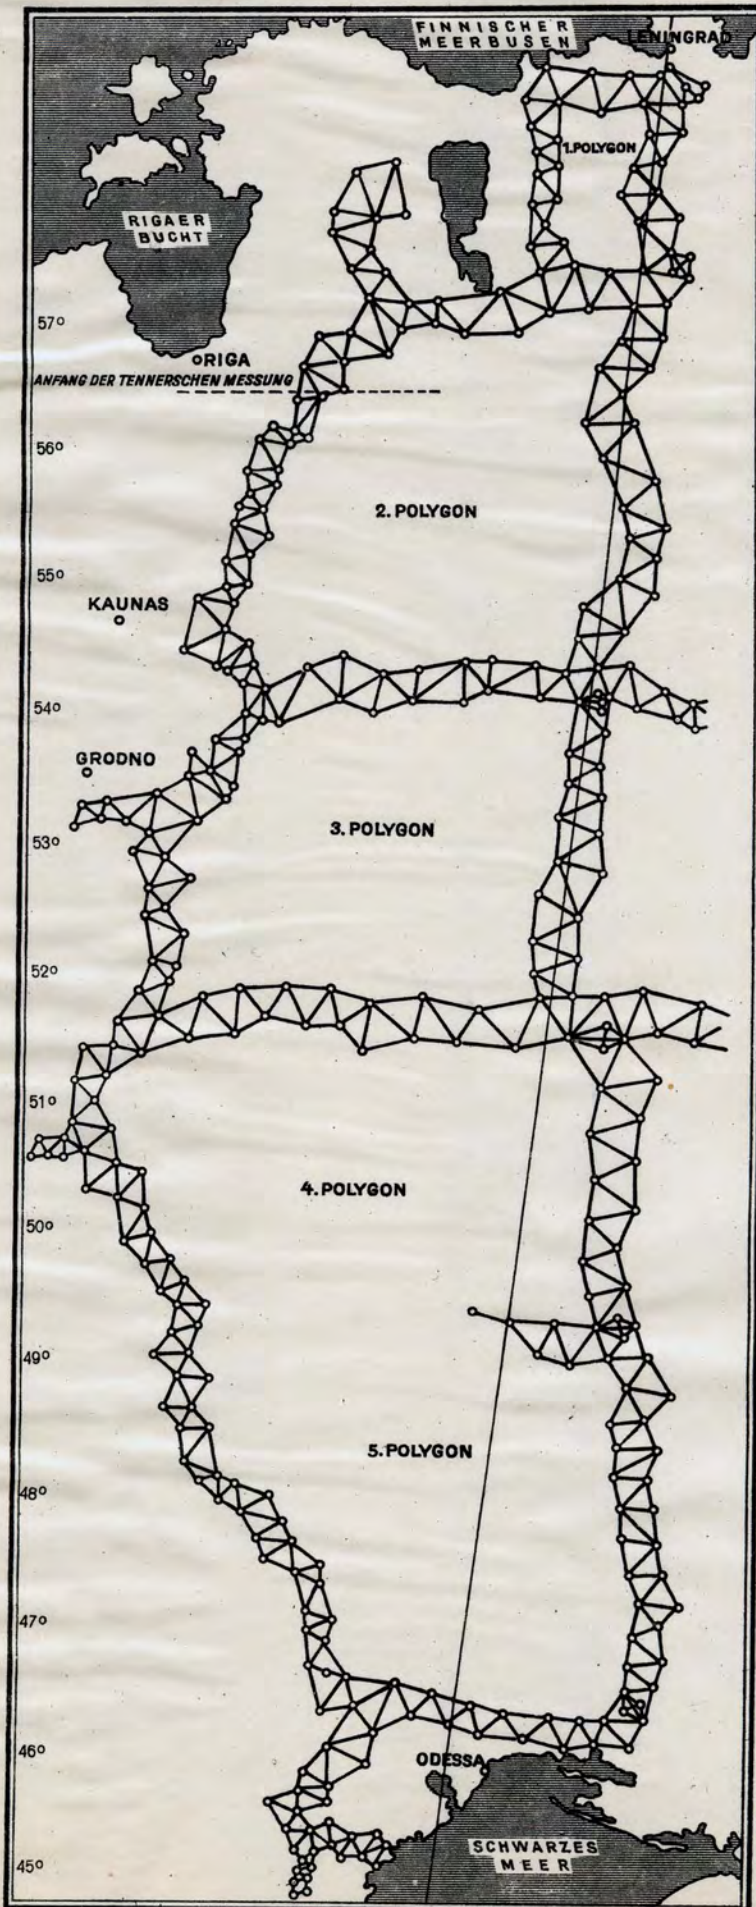 FINNISCHER
MEERBUSEN
LENINGRAD
1. POLYGON
RIGAER
BUCHT
57°
RIGA
ANFANG DER TENNERSCHEN MESSUNG
56°
2. POLYGON
55°
KAUNAS
54°
GRODNO
3. POLYGON
53°
52°
51°
4. POLYGON
50°
49°
5. POLYGON
48°
47°
46°
ODESSA
SCHWARZES
MEER
45°